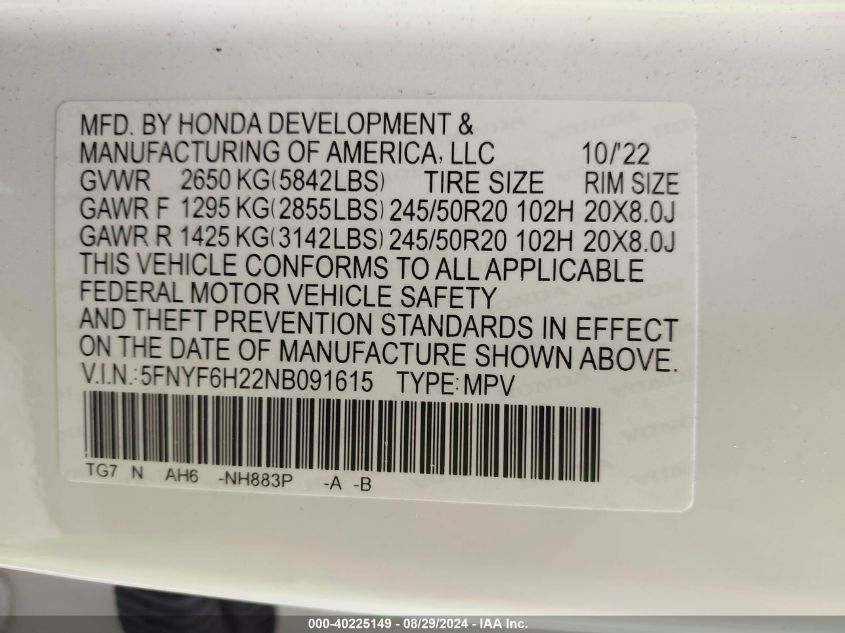 MFD. BY HONDA DEVELOPMENT &
MANUFACTURING OF AMERICA, LLC 10/'22
GVWR 2650 KG(5842LBS) TIRE SIZE RIM SIZE
GAWR F 1295 KG(2855LBS) 245/50R20 102H 20X8.0J
GAWR R 1425 KG(3142LBS) 245/50R20 102H 20X8.0J
THIS VEHICLE CONFORMS TO ALL APPLICABLE
FEDERAL MOTOR VEHICLE SAFETY
AND THEFT PREVENTION STANDARDS IN EFFECT
ON THE DATE OF MANUFACTURE SHOWN ABOVE.
V.I.N.:5FNYF6H22NB091615 TYPE:MPV
TG7 N AH6 -NH883P -A -B
000-40225149 - 08/29/2024 - IAA Inc.